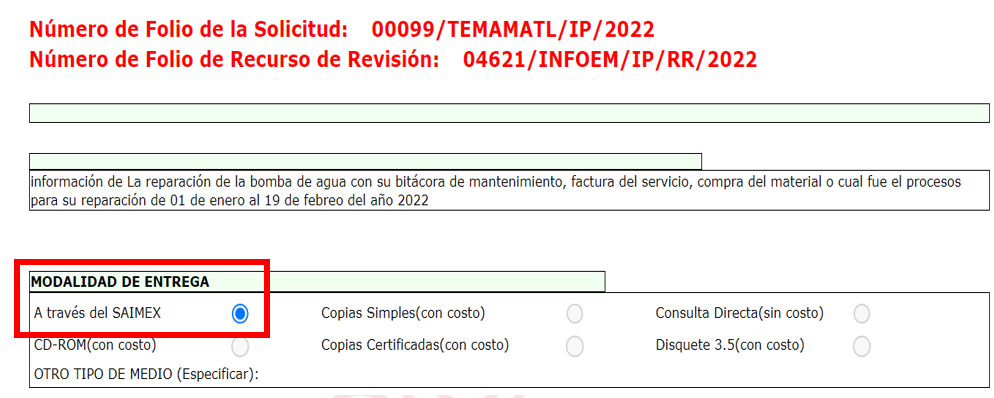 Número de Folio de la Solicitud: 00099/TEMAMATL/IP/2022
Número de Folio de Recurso de Revisión: 04621/INFOEM/IP/RR/2022
información de La reparación de la bomba de agua con su bitácora de mantenimiento, factura del servicio, compra del material o cual fue el procesos
para su reparación de 01 de enero al 19 de febreo del año 2022
MODALIDAD DE ENTREGA
A través del SAIMEX Copias Simples(con costo) Consulta Directa(sin costo)
CD-ROM(con costo) Copias Certificadas(con costo) Disquete 3.5(con costo)
OTRO TIPO DE MEDIO (Especificar):